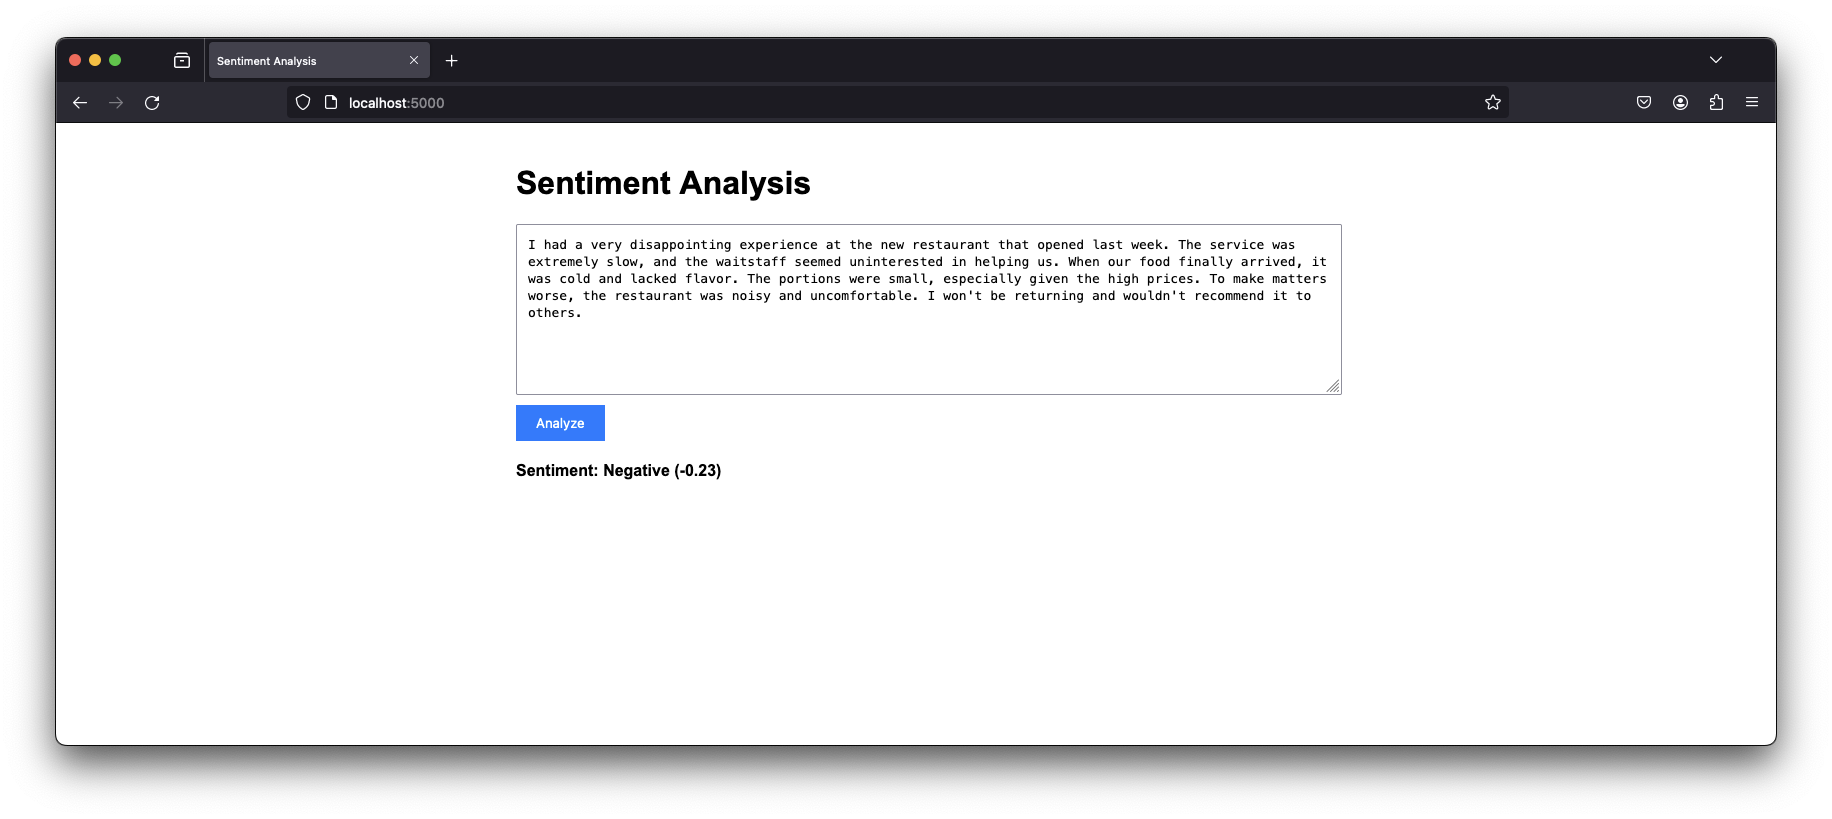 Sentiment Analysis
localhost:5000
Sentiment Analysis
I had a very disappointing experience at the new restaurant that opened last week. The service was
extremely slow, and the waitstaff seemed uninterested in helping us. When our food finally arrived, it
was cold and lacked flavor. The portions were small, especially given the high prices. To make matters
worse, the restaurant was noisy and uncomfortable. I won't be returning and wouldn't recommend it to
others.
Analyze
Sentiment: Negative (-0.23)